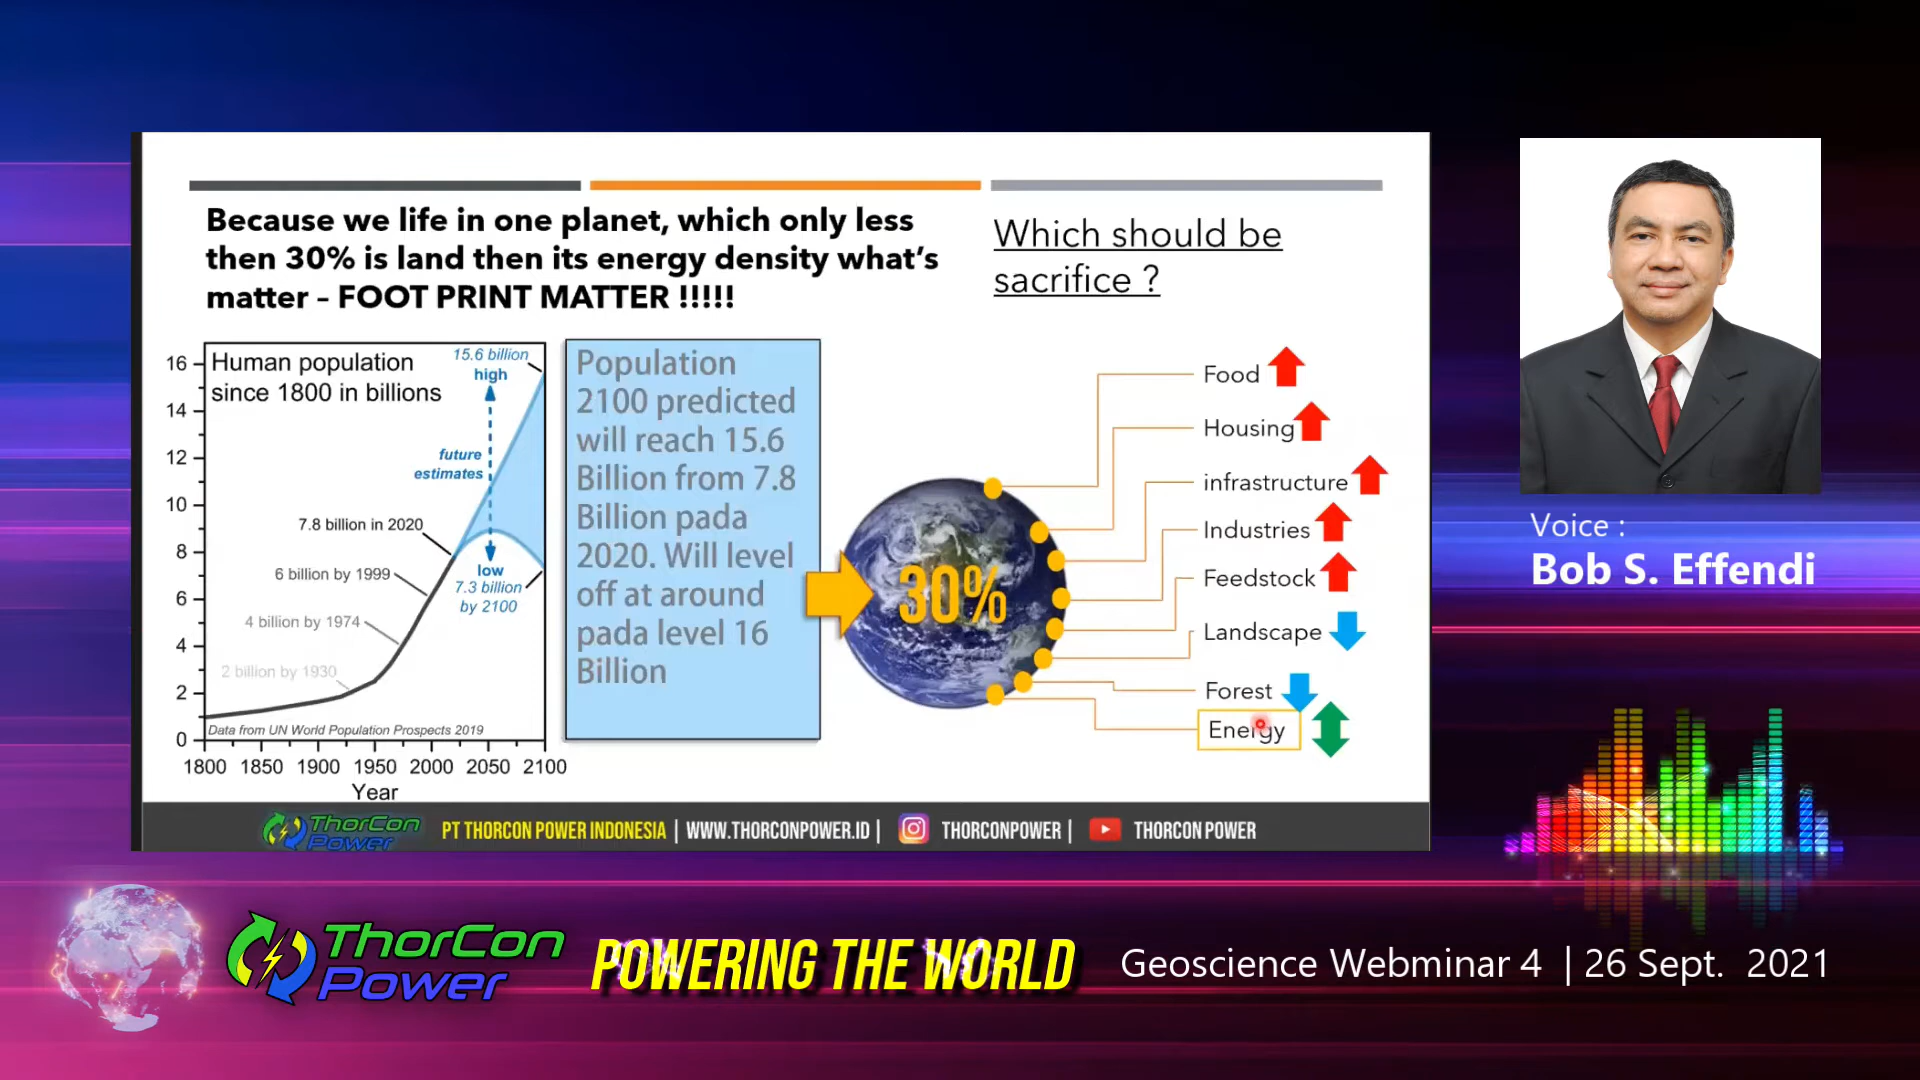 Because we life in one planet, which only less
then 30% is land then its energy density what's
matter – FOOT PRINT MATTER !!!!!
Which should be
sacrifice ?
Human population
since 1800 in billions
15.6 billion
high
future
estimates
7.8 billion in 2020
6 billion by 1999
4 billion by 1974
2 billion by 1930
low
7.3 billion
by 2100
Data from UN World Population Prospects 2019
16
14
12
10
8
6
4
2
0
1800 1850 1900 1950 2000 2050 2100
Year
Population
2100 predicted
will reach 15.6
Billion from 7.8
Billion pada
2020. Will level
off at around
pada level 16
Billion
30%
Food
Housing
infrastructure
Industries
Feedstock
Landscape
Forest
Energy
ThorCon
Power
PT THORCON POWER INDONESIA | WWW.THORCONPOWER.ID | THORCONPOWER | THORCON POWER
Voice :
Bob S. Effendi
ThorCon
Power
POWERING THE WORLD
Geoscience Webminar 4 | 26 Sept. 2021